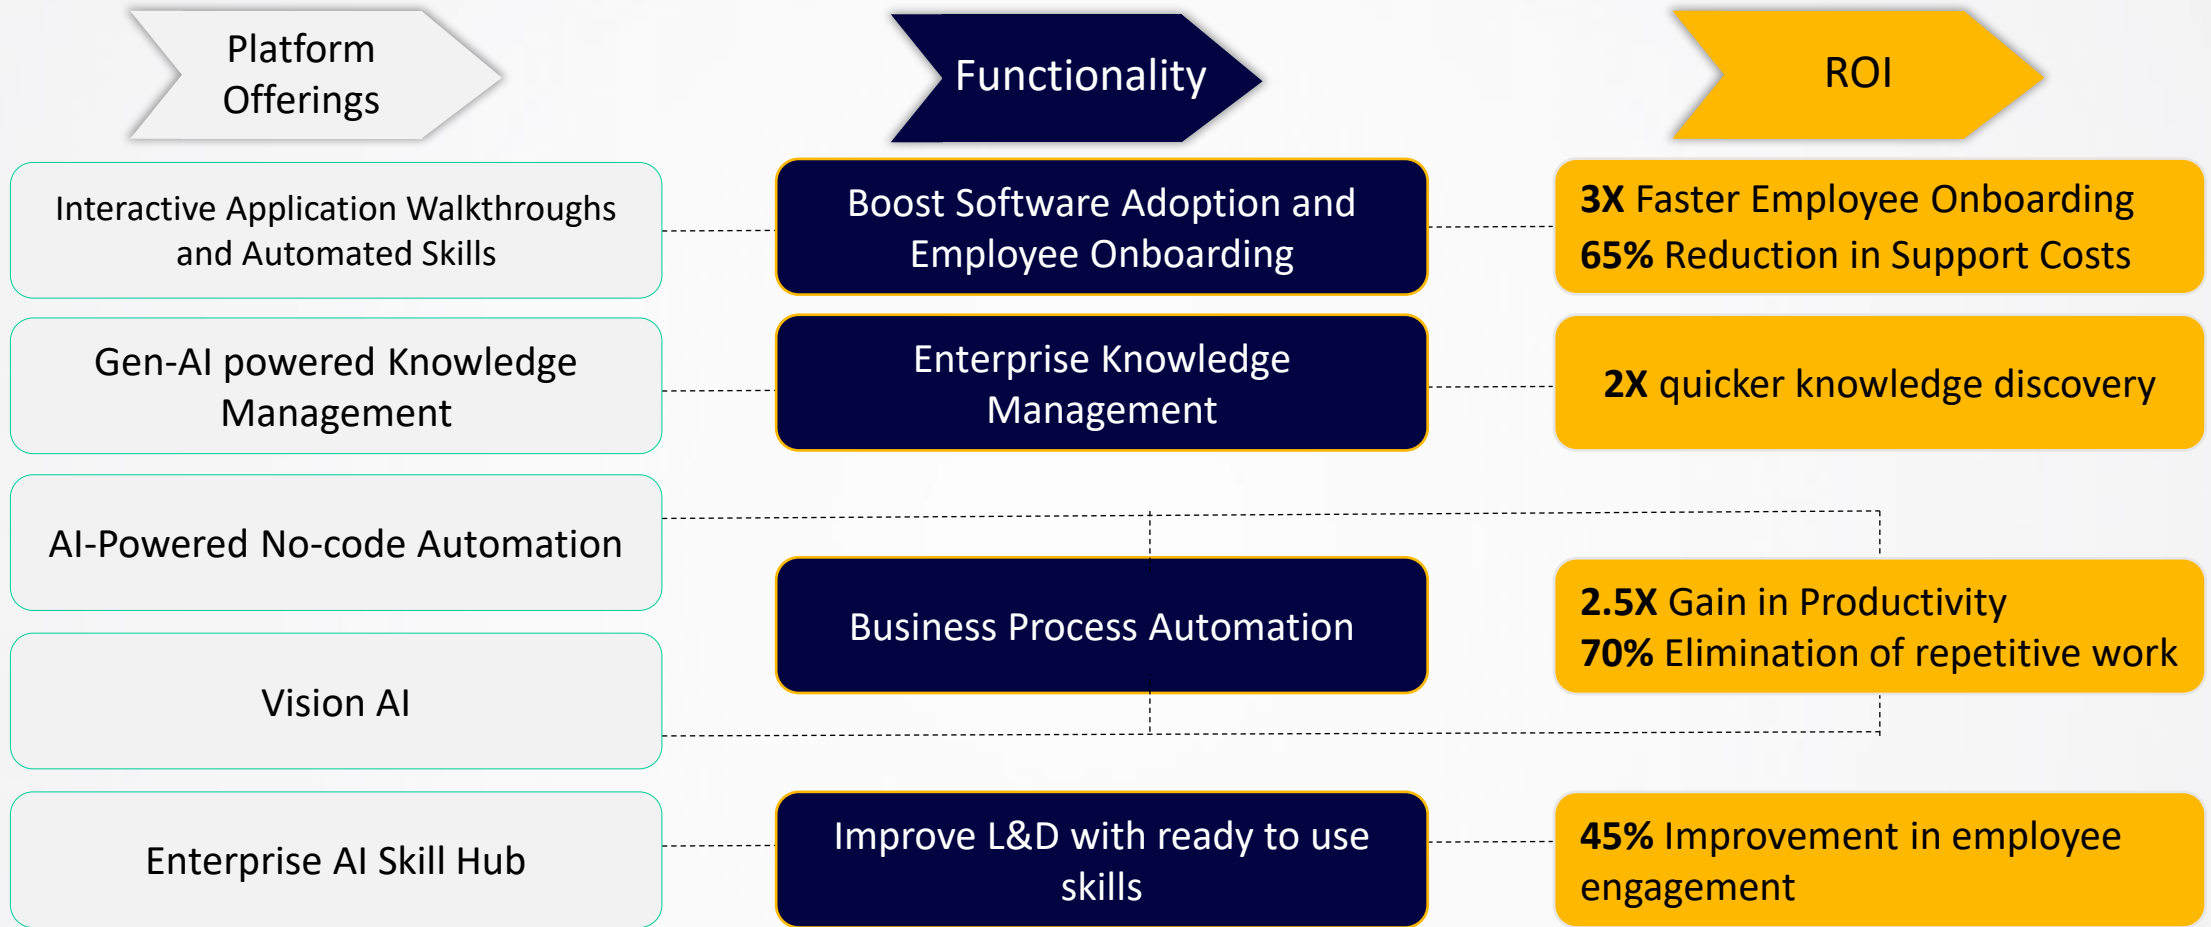 Platform
Offerings
Functionality
ROI
Interactive Application Walkthroughs
and Automated Skills
Boost Software Adoption and
Employee Onboarding
3X Faster Employee Onboarding
65% Reduction in Support Costs
Gen-AI powered Knowledge
Management
Enterprise Knowledge
Management
2X quicker knowledge discovery
AI-Powered No-code Automation
Vision AI
Business Process Automation
2.5X Gain in Productivity
70% Elimination of repetitive work
Enterprise AI Skill Hub
Improve L&D with ready to use
skills
45% Improvement in employee
engagement